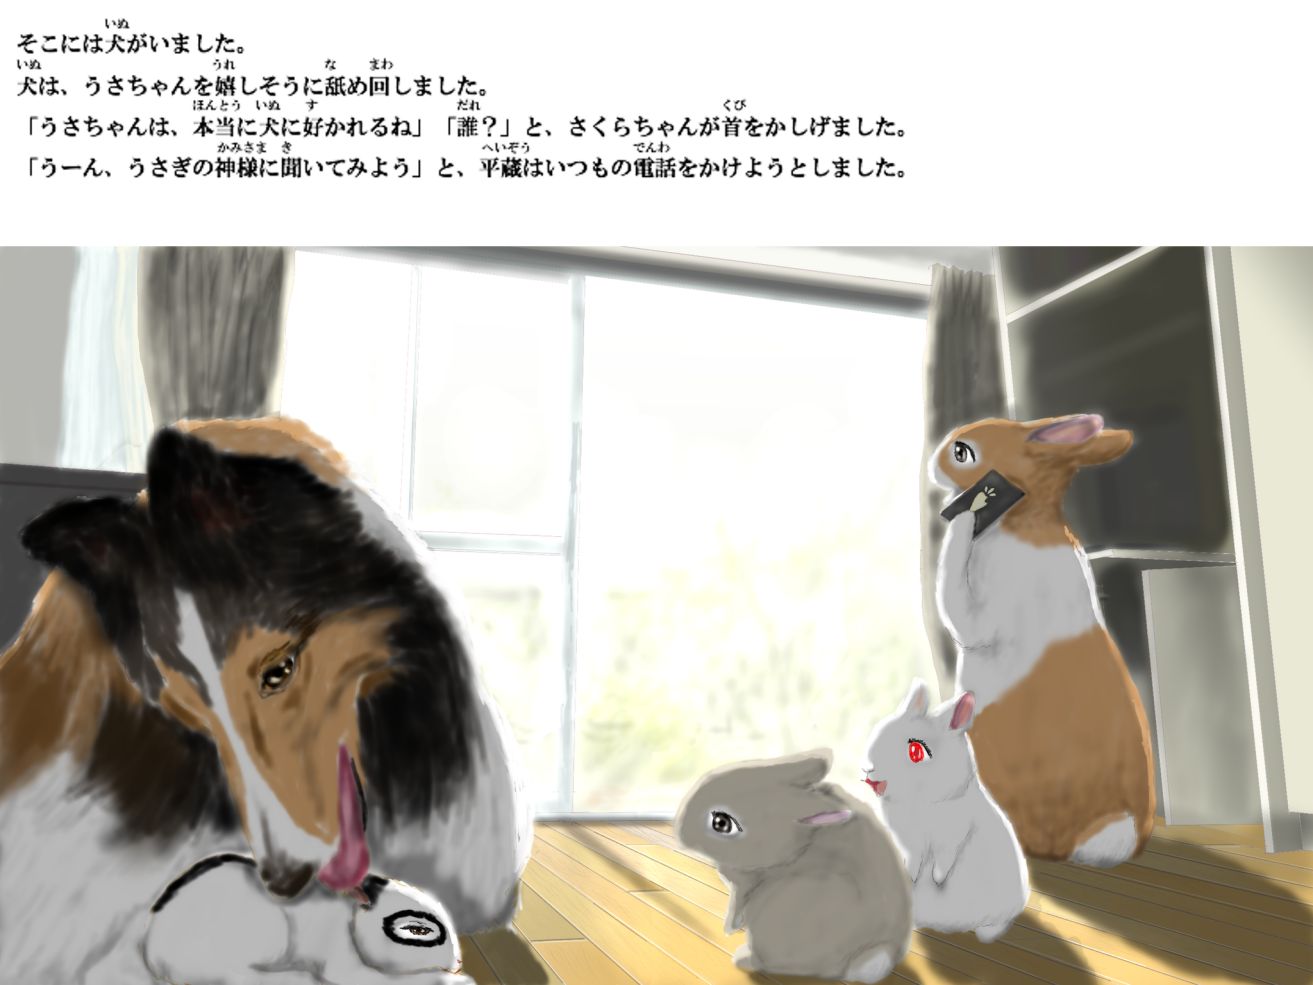 そこには犬がいました。
犬は、うさちゃんを嬉しそうに舐め回しました。
「うさちゃんは、本当に犬に好かれるね」「誰？」と、さくらちゃんが首をかしげました。
「うーん、うさぎの神様に聞いてみよう」と、平蔵はいつもの電話をかけようとしました。